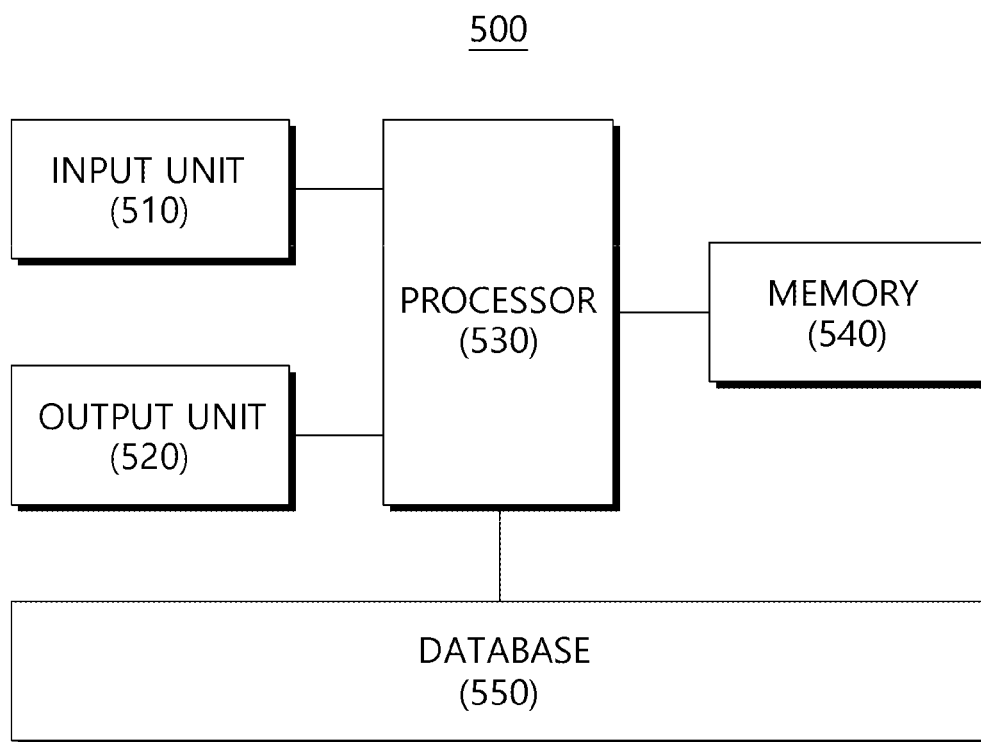 500
INPUT UNIT
(510)
PROCESSOR
(530)
MEMORY
(540)
OUTPUT UNIT
(520)
DATABASE
(550)